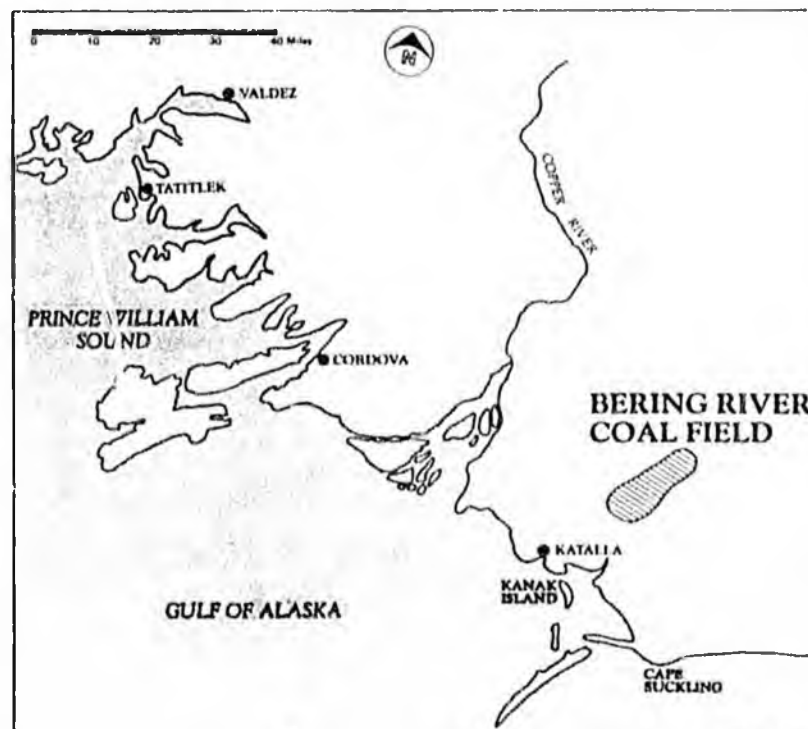 0 10 20 30 40 Miles
N
VALDEZ
TATITLEK
COPPER RIVER
PRINCE WILLIAM
SOUND
CORDOVA
BERING RIVER
COAL FIELD
KATALLA
KANAK
ISLAND
GULF OF ALASKA
CAPE
SUCKLING